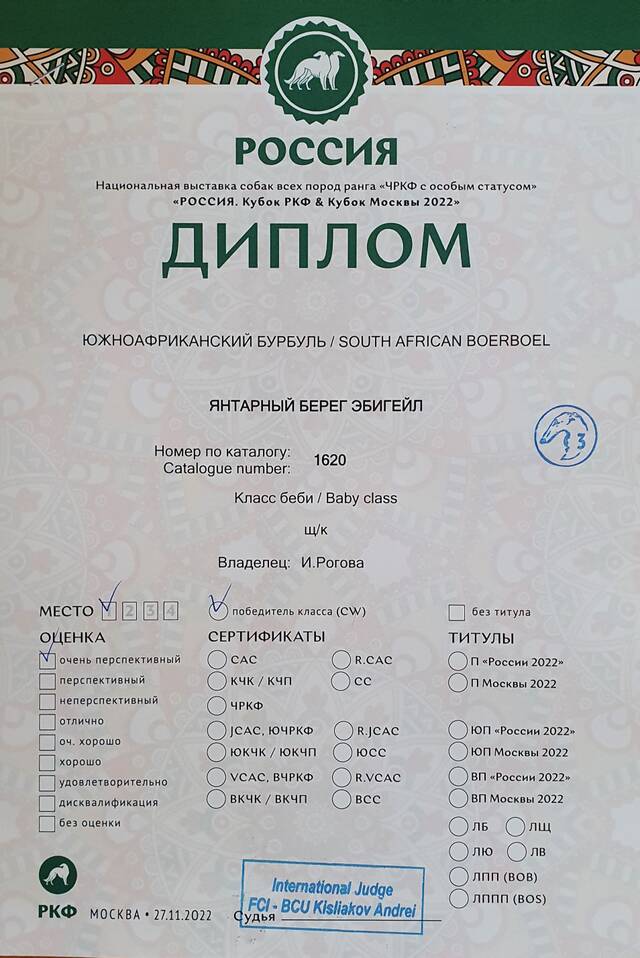 РОССИЯ
Национальная выставка собак всех пород ранга «ЧРКФ с особым статусом»
«РОССИЯ. Кубок РКФ & Кубок Москвы 2022»
ДИПЛОМ
ЮЖНОАФРИКАНСКИЙ БУРБУЛЬ / SOUTH AFRICAN BOERBOEL
ЯНТАРНЫЙ БЕРЕГ ЭБИГЕЙЛ
3
Номер по каталогу: 1620
Catalogue number:
Класс беби / Baby class
щ/к
Владелец: И.Рогова
МЕСТО 2 3 4 победитель класса (CW) без титула
ОЦЕНКА СЕРТИФИКАТЫ ТИТУЛЫ
очень перспективный CAC R.CAC П «России 2022»
перспективный КЧК / КЧП СС П Москвы 2022
неперспективный ЧРКФ
отлично JCAC, ЮЧРКФ R.JCAC ЮП «России 2022»
оч. хорошо ЮКЧК / ЮКЧП ЮСС ЮП Москвы 2022
хорошо VCAC, ВЧРКФ R.VCAC ВП «России 2022»
удовлетворительно ВКЧК / ВКЧП ВСС ВП Москвы 2022
дисквалификация ЛБ ЛЩ
без оценки ЛЮ ЛВ
ЛПП (BOB)
ЛППП (BOS)
International Judge
FCI - BCU Kisliakov Andrei
РКФ МОСКВА • 27.11.2022 Судья